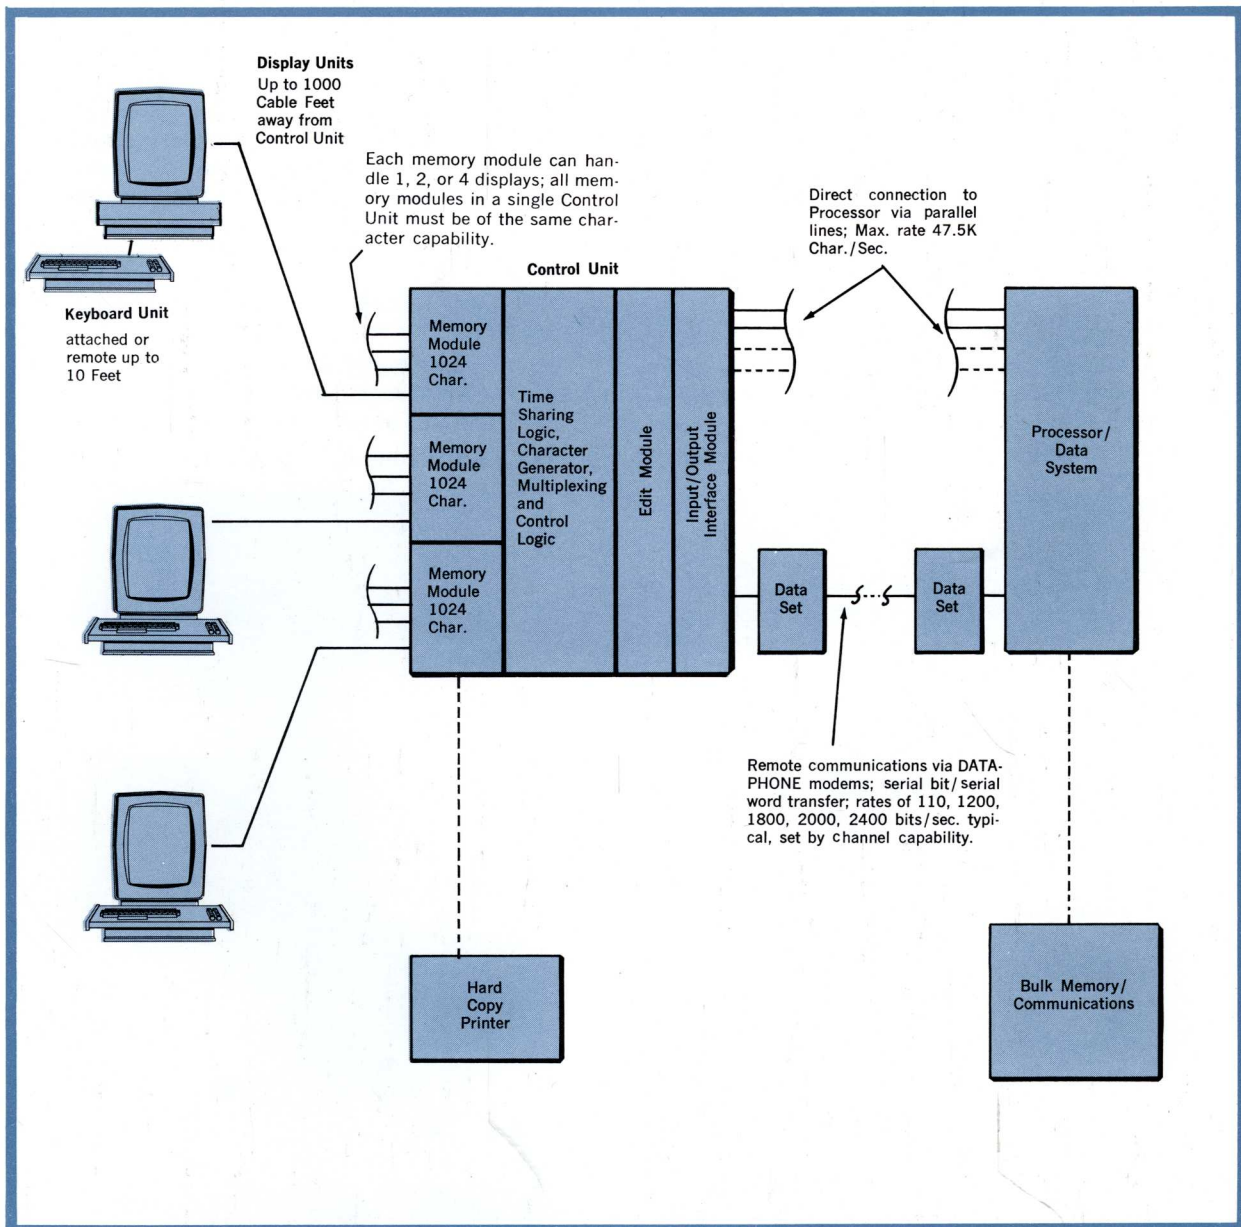 Display Units
Up to 1000
Cable Feet
away from
Control Unit
Each memory module can han-
dle 1, 2, or 4 displays; all mem-
ory modules in a single Control
Unit must be of the same char-
acter capability.
Direct connection to
Processor via parallel
lines; Max. rate 47.5K
Char./Sec.
Keyboard Unit
attached or
remote up to
10 Feet
Control Unit
Memory
Module
1024
Char.
Memory
Module
1024
Char.
Memory
Module
1024
Char.
Time
Sharing
Logic,
Character
Generator,
Multiplexing
and
Control
Logic
Edit Module
Input/Output
Interface Module
Processor/
Data
System
Data
Set
Data
Set
Remote communications via DATA-
PHONE modems; serial bit/serial
word transfer; rates of 110, 1200,
1800, 2000, 2400 bits/sec. typi-
cal, set by channel capability.
Hard
Copy
Printer
Bulk Memory/
Communications